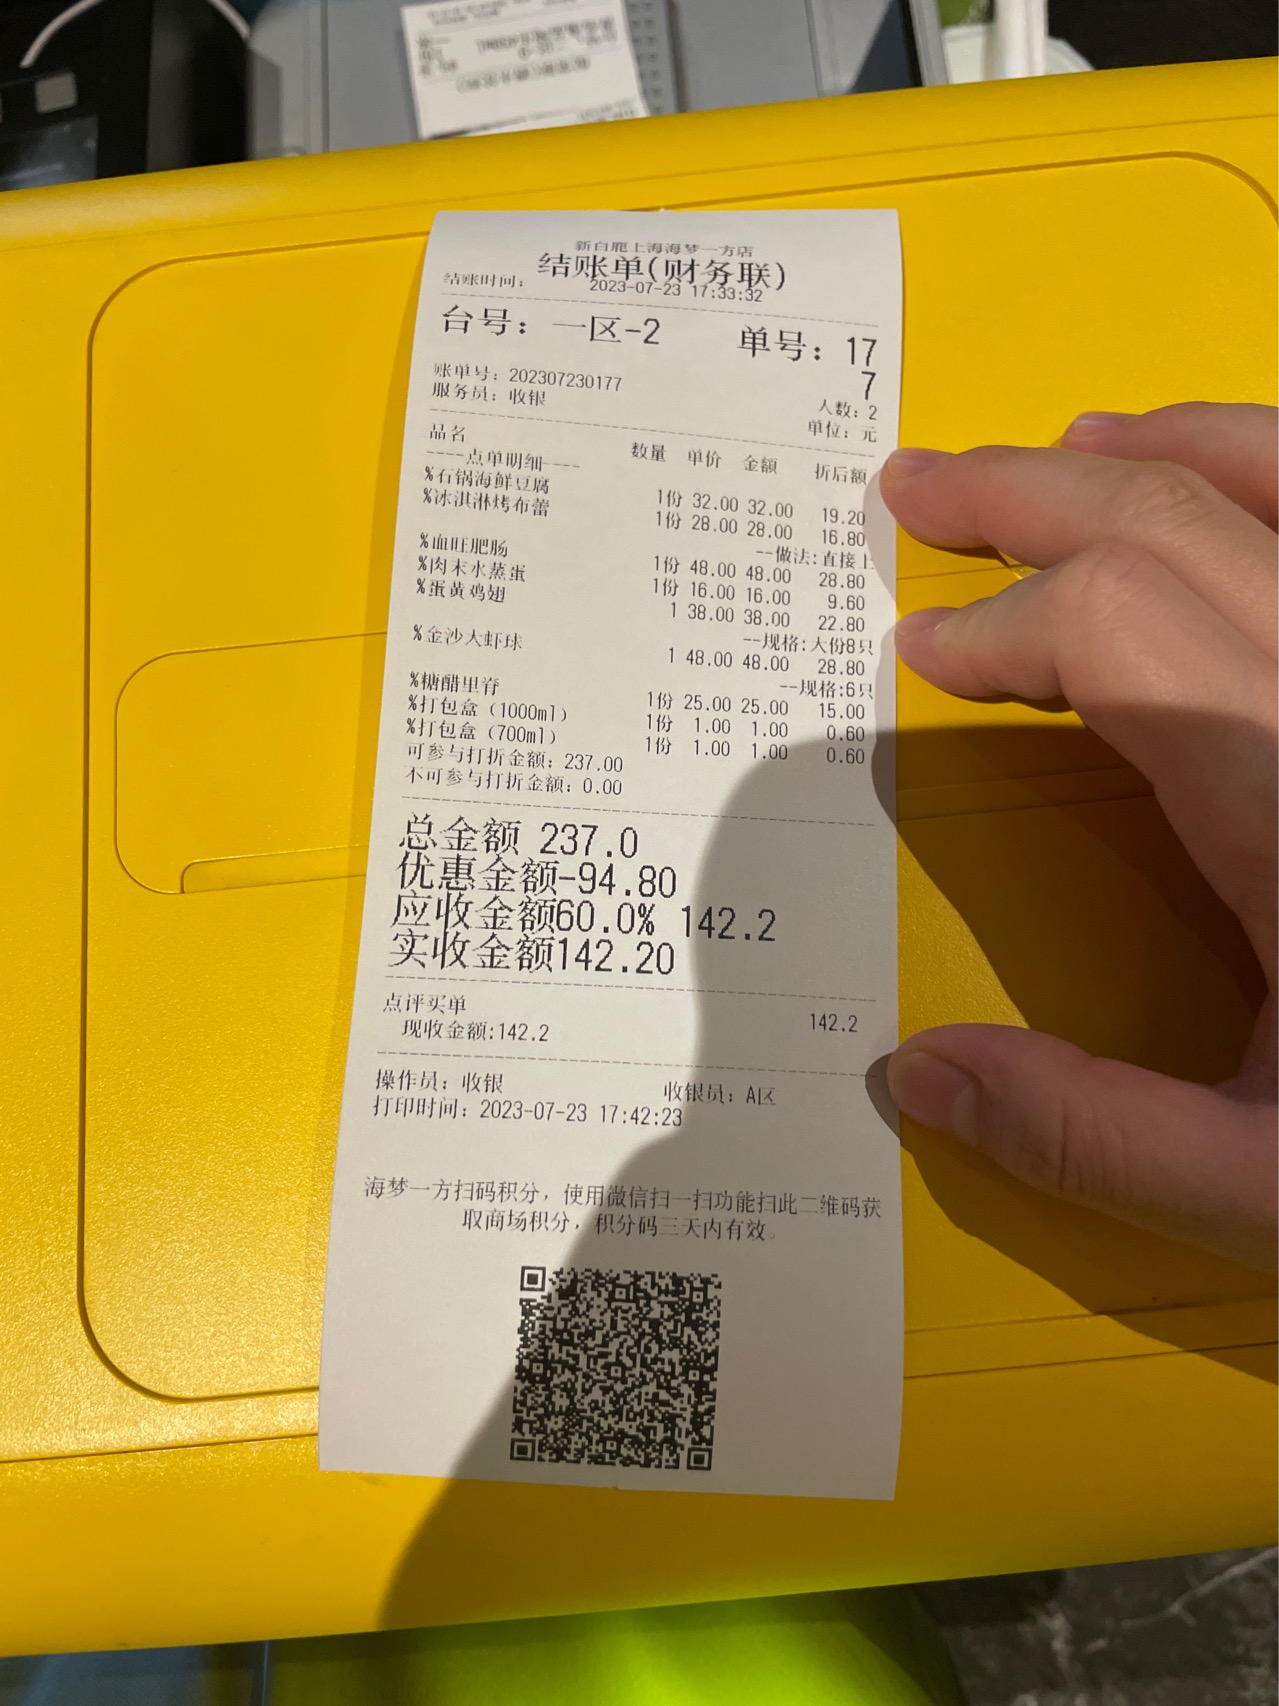 新白鹿上海海梦一方店
结账单(财务联)
结账时间： 2023-07-23 17:33:32
台号：一区-2 单号：17
7
账单号：202307230177
人数：2
服务员：收银
单位：元
品名 数量 单价 金额 折后额
----点单明细----
%石锅海鲜豆腐 1份 32.00 32.00 19.20
%冰淇淋烤布蕾 1份 28.00 28.00 16.80
--做法:直接上
%血旺肥肠 1份 48.00 48.00 28.80
%肉末水蒸蛋 1份 16.00 16.00 9.60
%蛋黄鸡翅 1 38.00 38.00 22.80
--规格:大份8只
%金沙大虾球 1 48.00 48.00 28.80
--规格:6只
%糖醋里脊 1份 25.00 25.00 15.00
%打包盒（1000ml） 1份 1.00 1.00 0.60
%打包盒（700ml） 1份 1.00 1.00 0.60
可参与打折金额：237.00
不可参与打折金额：0.00
总金额 237.0
优惠金额-94.80
应收金额60.0% 142.2
实收金额142.20
点评买单 142.2
现收金额:142.2
操作员：收银 收银员：A区
打印时间：2023-07-23 17:42:23
海梦一方扫码积分，使用微信扫一扫功能扫此二维码获
取商场积分，积分码三天内有效。